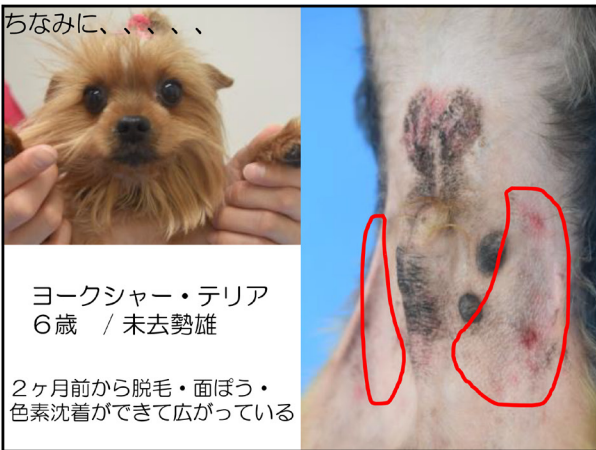 ちなみに、、、、、
ヨークシャー・テリア
６歳　/ 未去勢雄
２ヶ月前から脱毛・面ぽう・
色素沈着ができて広がっている